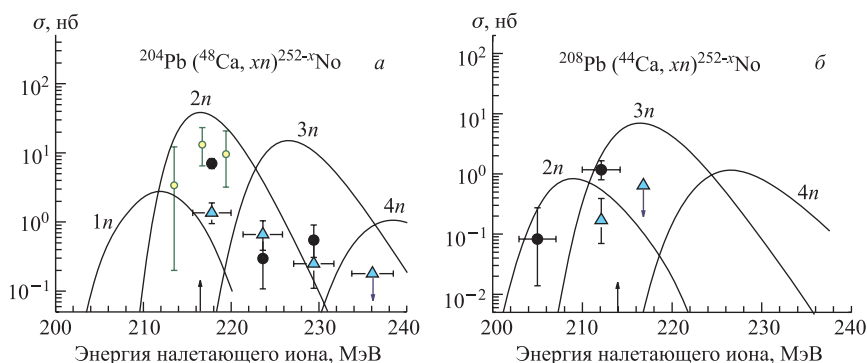 σ, нб
²⁰⁴Pb (⁴⁸Ca, xn)²⁵²⁻ˣNo а
10²
10¹
10⁰
10⁻¹
1n
2n
3n
4n
200 210 220 230 240
Энергия налетающего иона, МэВ
σ, нб
²⁰⁸Pb (⁴⁴Ca, xn)²⁵²⁻ˣNo б
10²
10¹
10⁰
10⁻¹
10⁻²
2n
3n
4n
200 210 220 230 240
Энергия налетающего иона, МэВ